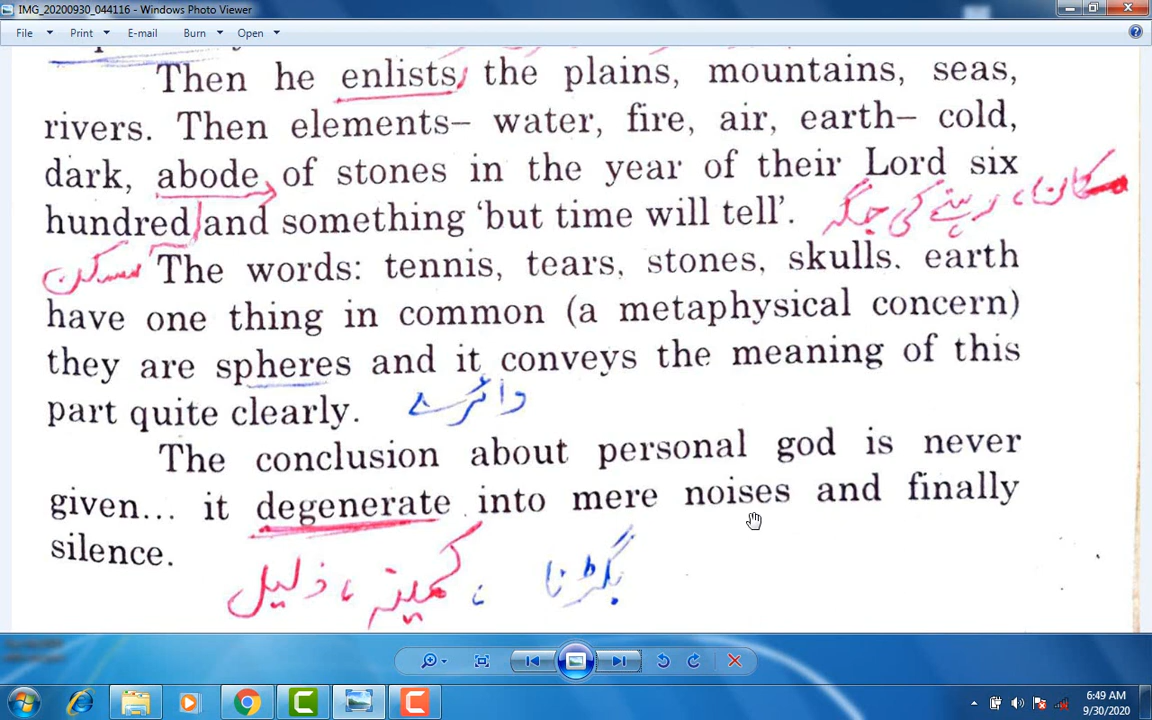 IMG_20200930_044116 - Windows Photo Viewer
File Print E-mail Burn Open
Then he enlists the plains, mountains, seas,
rivers. Then elements– water, fire, air, earth– cold,
dark, abode of stones in the year of their Lord six
مکان، رہنے کی جگہ
hundred and something ‘but time will tell’.
مسکن
The words: tennis, tears, stones, skulls. earth
have one thing in common (a metaphysical concern)
they are spheres and it conveys the meaning of this
part quite clearly.
دائرے
The conclusion about personal god is never
given... it degenerate into mere noises and finally
silence.
بگڑنا ، کمینہ ، ذلیل
6:49 AM
9/30/2020